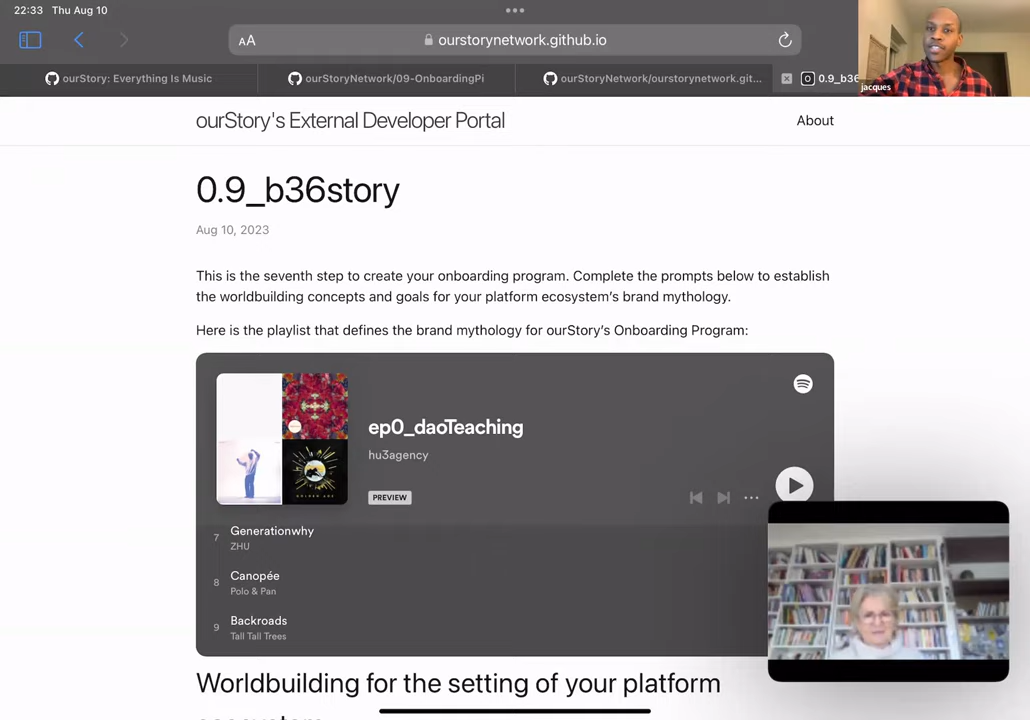 22:33 Thu Aug 10
AA
ourstorynetwork.github.io
ourStory: Everything Is Music
ourStoryNetwork/09-OnboardingPi
ourStoryNetwork/ourstorynetwork.git...
0.9_b36
jacques
ourStory's External Developer Portal
About
0.9_b36story
Aug 10, 2023
This is the seventh step to create your onboarding program. Complete the prompts below to establish
the worldbuilding concepts and goals for your platform ecosystem’s brand mythology.
Here is the playlist that defines the brand mythology for ourStory’s Onboarding Program:
ep0_daoTeaching
hu3agency
PREVIEW
7 Generationwhy
ZHU
8 Canopée
Polo & Pan
9 Backroads
Tall Tall Trees
Worldbuilding for the setting of your platform